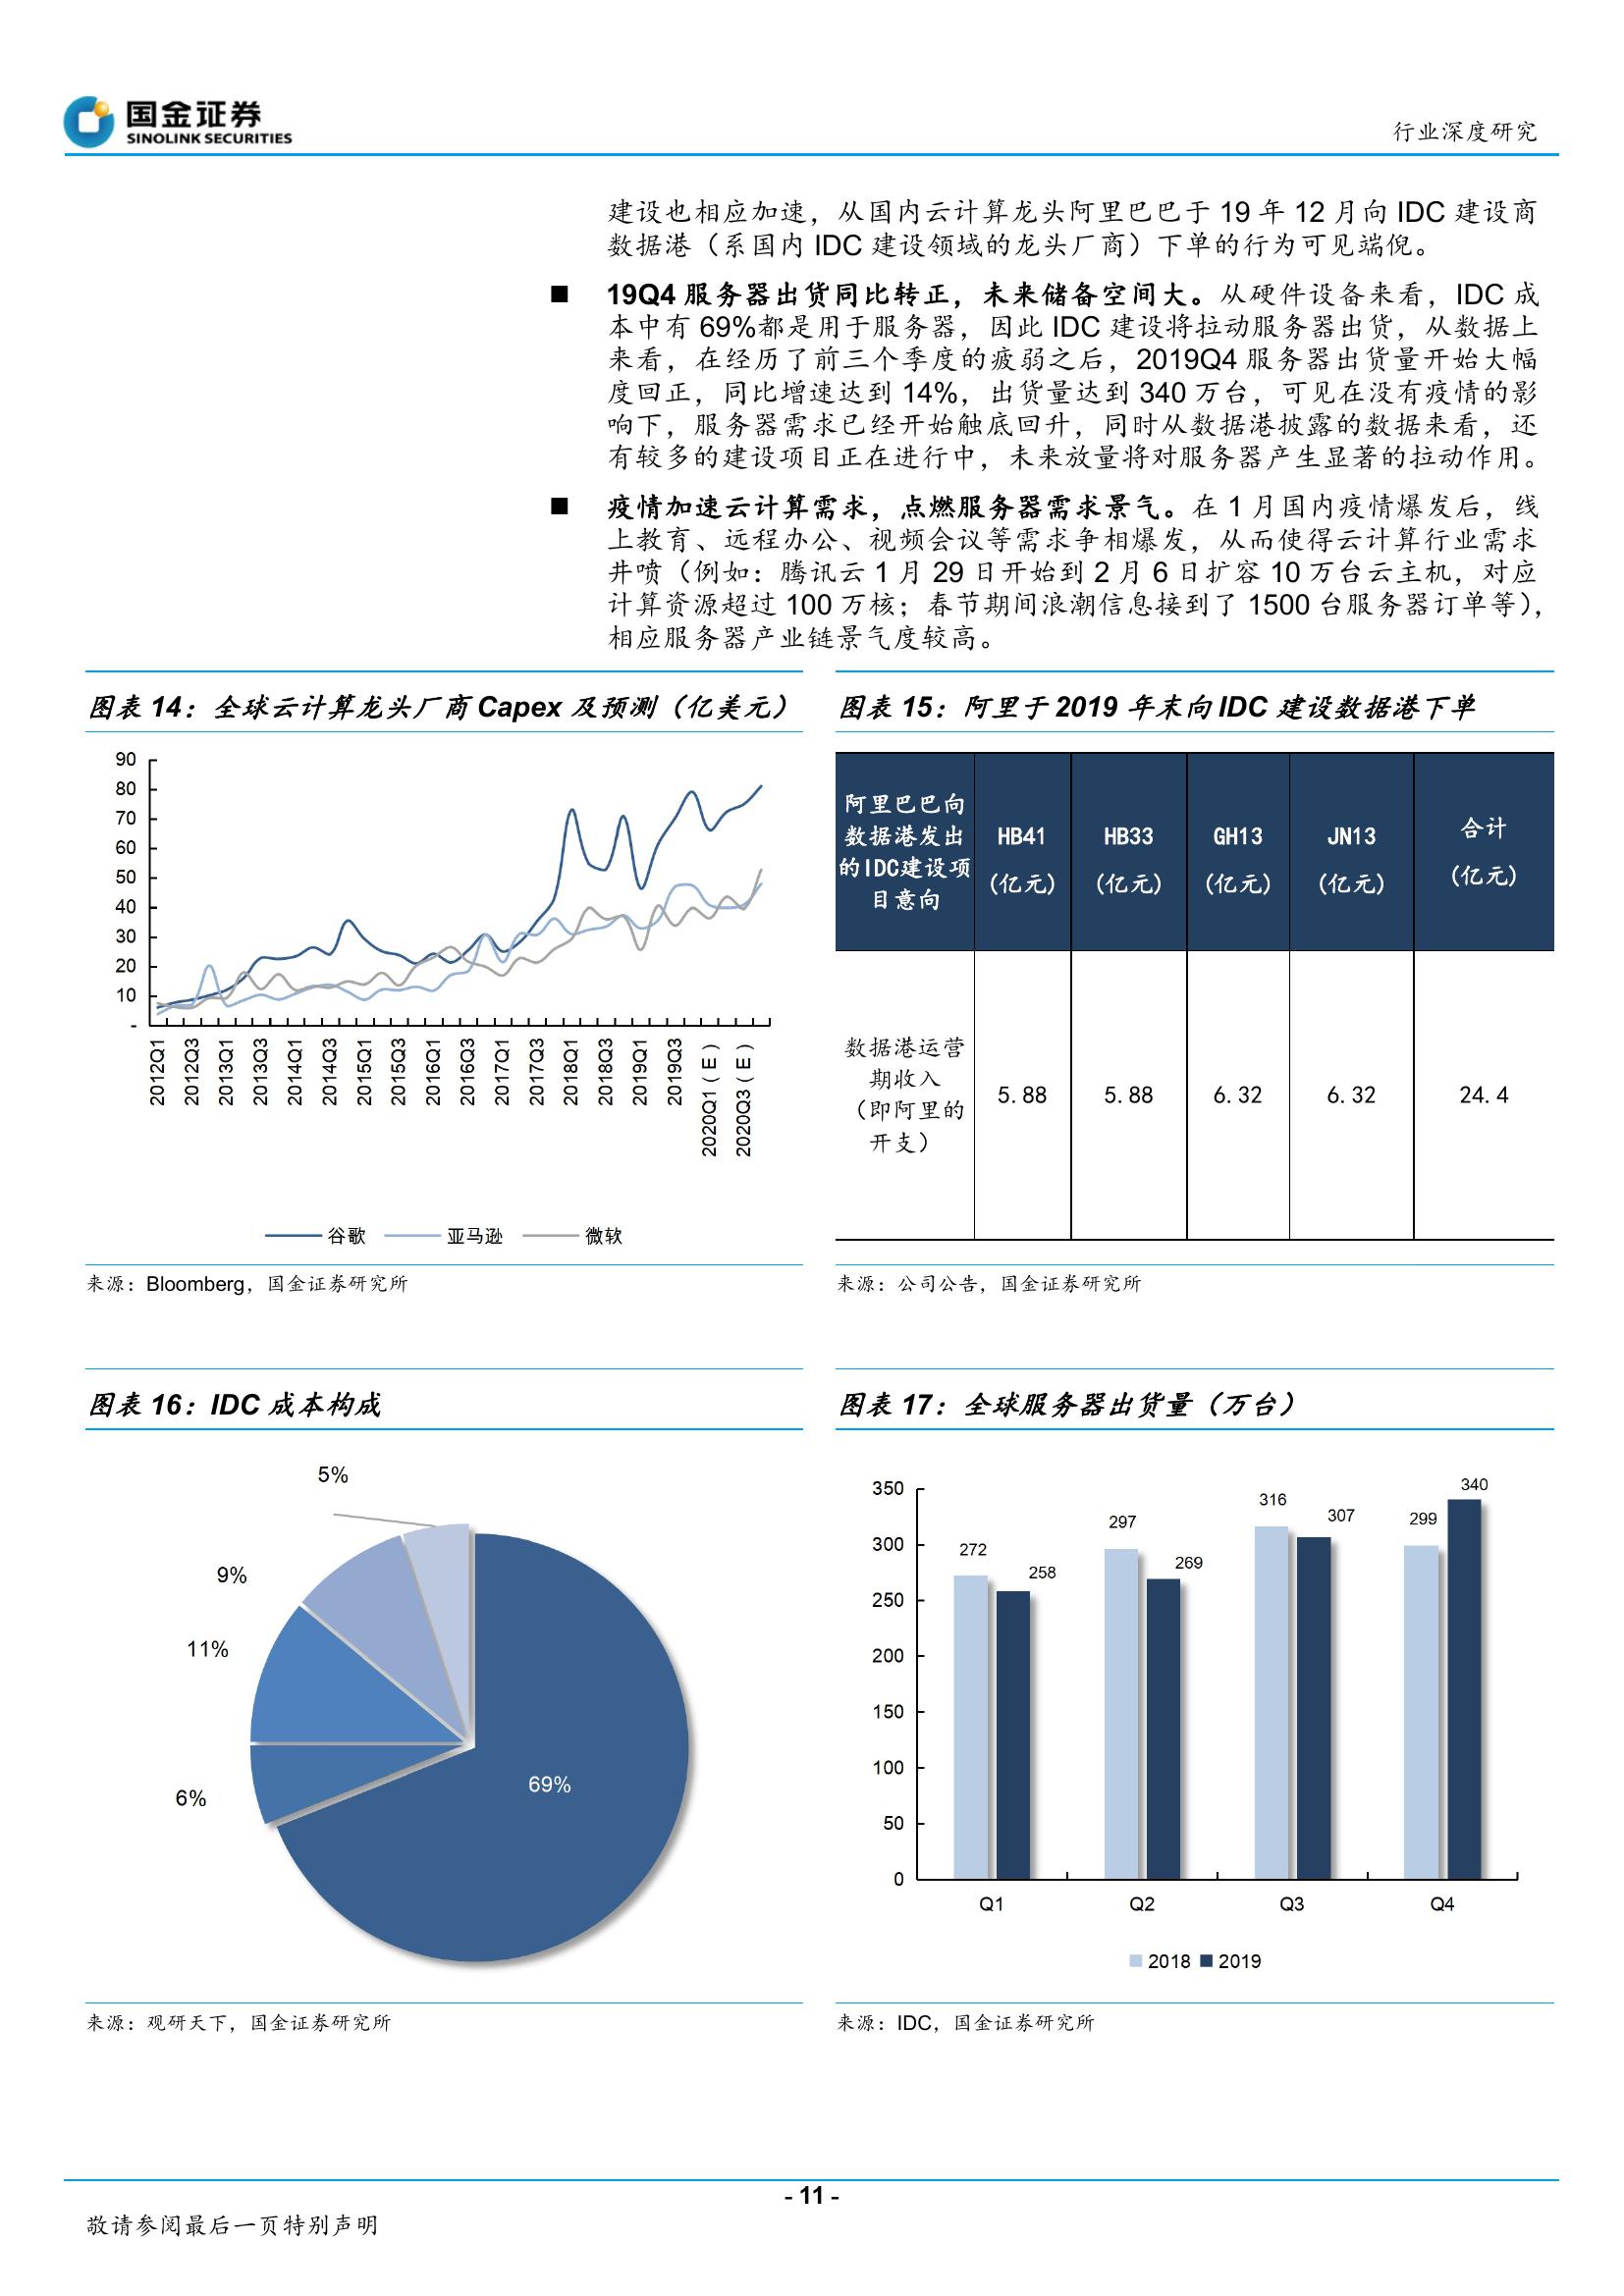 国金证券
SINOLINK SECURITIES
行业深度研究
建设也相应加速，从国内云计算龙头阿里巴巴于 19 年 12 月向 IDC 建设商
数据港（系国内 IDC 建设领域的龙头厂商）下单的行为可见端倪。
■ 19Q4 服务器出货同比转正，未来储备空间大。从硬件设备来看，IDC 成
本中有 69%都是用于服务器，因此 IDC 建设将拉动服务器出货，从数据上
来看，在经历了前三个季度的疲弱之后，2019Q4 服务器出货量开始大幅
度回正，同比增速达到 14%，出货量达到 340 万台，可见在没有疫情的影
响下，服务器需求已经开始触底回升，同时从数据港披露的数据来看，还
有较多的建设项目正在进行中，未来放量将对服务器产生显著的拉动作用。
■ 疫情加速云计算需求，点燃服务器需求景气。在 1 月国内疫情爆发后，线
上教育、远程办公、视频会议等需求争相爆发，从而使得云计算行业需求
井喷（例如：腾讯云 1 月 29 日开始到 2 月 6 日扩容 10 万台云主机，对应
计算资源超过 100 万核；春节期间浪潮信息接到了 1500 台服务器订单等），
相应服务器产业链景气度较高。
图表 14：全球云计算龙头厂商 Capex 及预测（亿美元）
90
80
70
60
50
40
30
20
10
-
2012Q1
2012Q3
2013Q1
2013Q3
2014Q1
2014Q3
2015Q1
2015Q3
2016Q1
2016Q3
2017Q1
2017Q3
2018Q1
2018Q3
2019Q1
2019Q3
2020Q1（E）
2020Q3（E）
谷歌 亚马逊 微软
来源：Bloomberg，国金证券研究所
图表 15：阿里于 2019 年末向 IDC 建设数据港下单
阿里巴巴向
数据港发出
的IDC建设项
目意向
HB41
(亿元)
HB33
(亿元)
GH13
(亿元)
JN13
(亿元)
合计
(亿元)
数据港运营
期收入
（即阿里的
开支）
5.88 5.88 6.32 6.32 24.4
来源：公司公告，国金证券研究所
图表 16：IDC 成本构成
5%
9%
11%
6%
69%
来源：观研天下，国金证券研究所
图表 17：全球服务器出货量（万台）
350
300
250
200
150
100
50
0
272
258
297
269
316
307
299
340
Q1 Q2 Q3 Q4
2018 2019
来源：IDC，国金证券研究所
- 11 -
敬请参阅最后一页特别声明